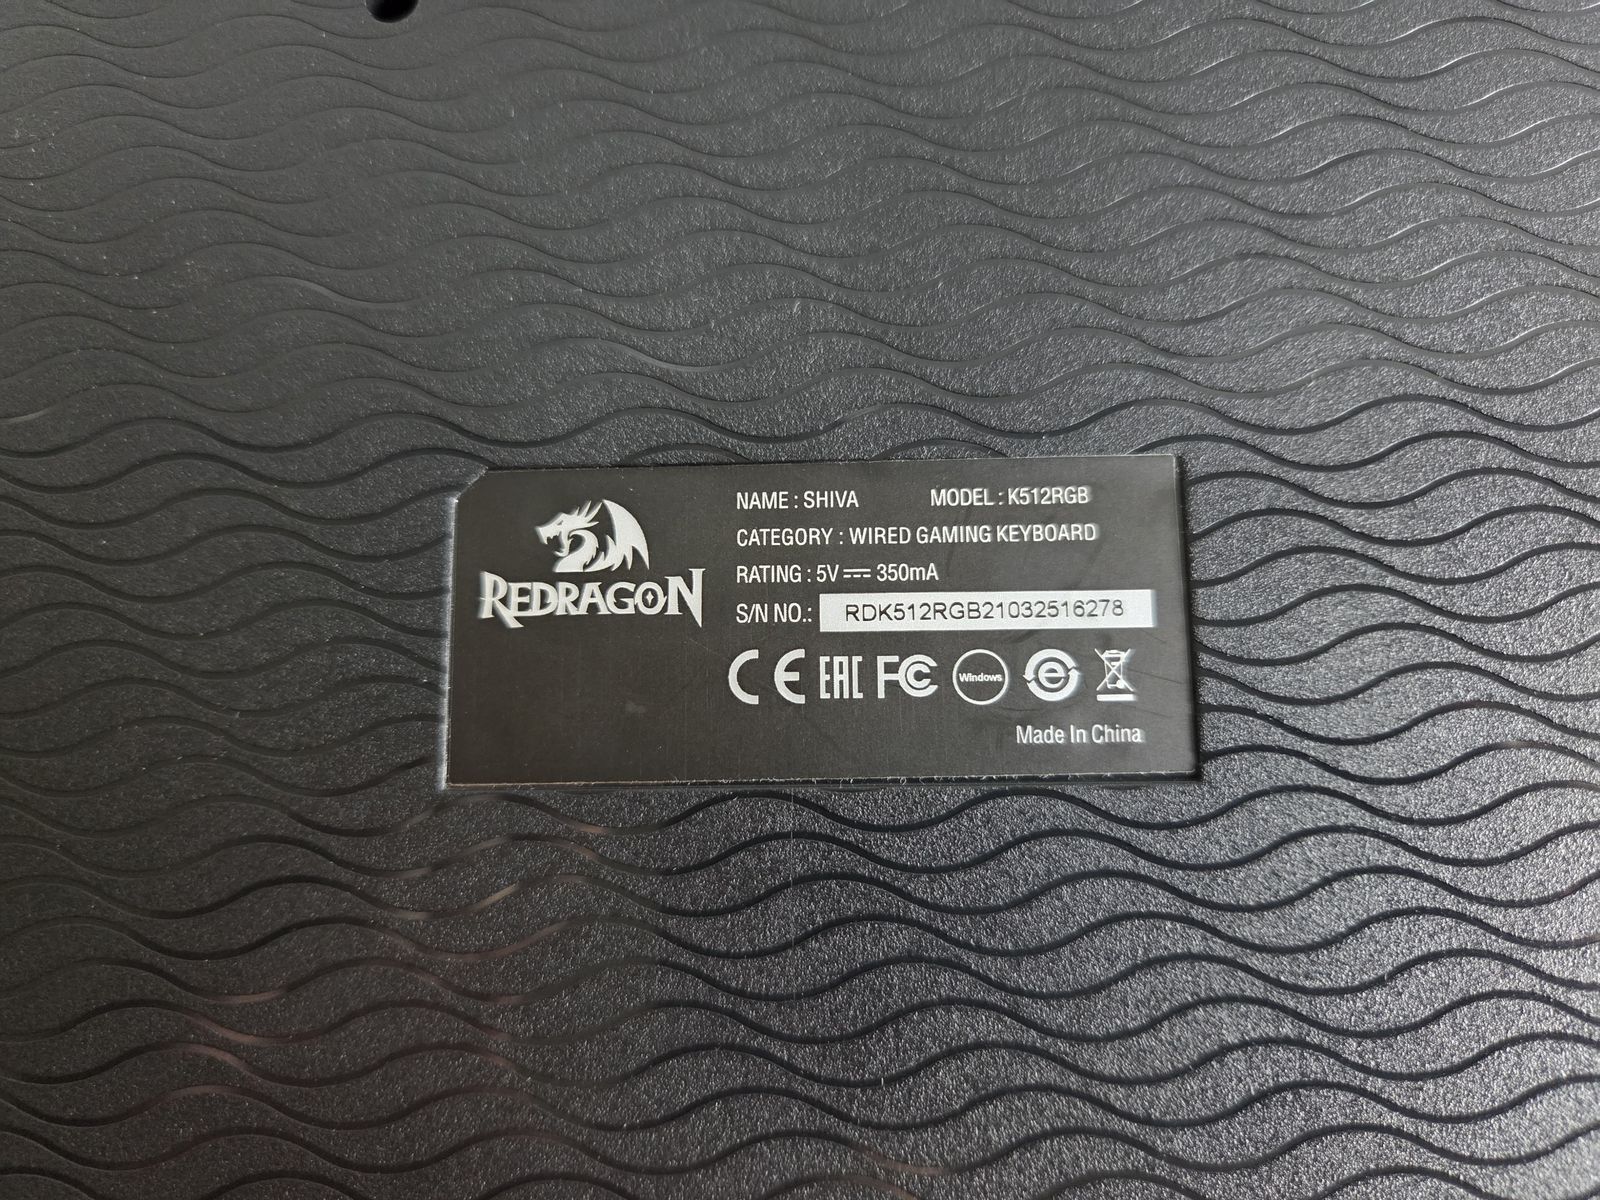 REDRAGON
NAME : SHIVA MODEL : K512RGB
CATEGORY : WIRED GAMING KEYBOARD
RATING : 5V⎓350mA
S/N NO.: RDK512RGB21032516278
CE EAC FC Windows e
Made In China